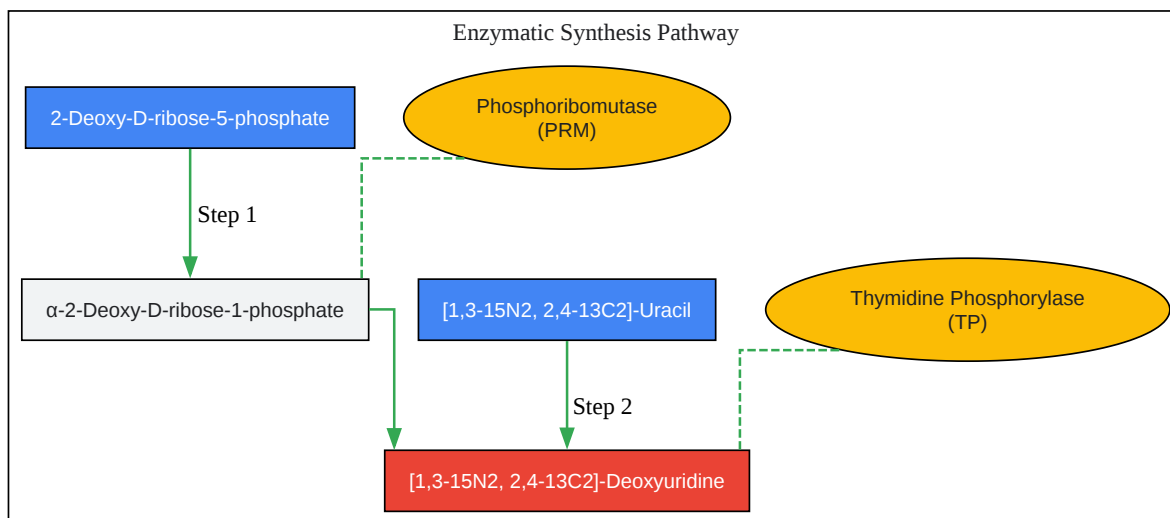 Enzymatic Synthesis Pathway
2-Deoxy-D-ribose-5-phosphate
Phosphoribomutase
(PRM)
Step 1
α-2-Deoxy-D-ribose-1-phosphate
[1,3-15N2, 2,4-13C2]-Uracil
Thymidine Phosphorylase
(TP)
Step 2
[1,3-15N2, 2,4-13C2]-Deoxyuridine